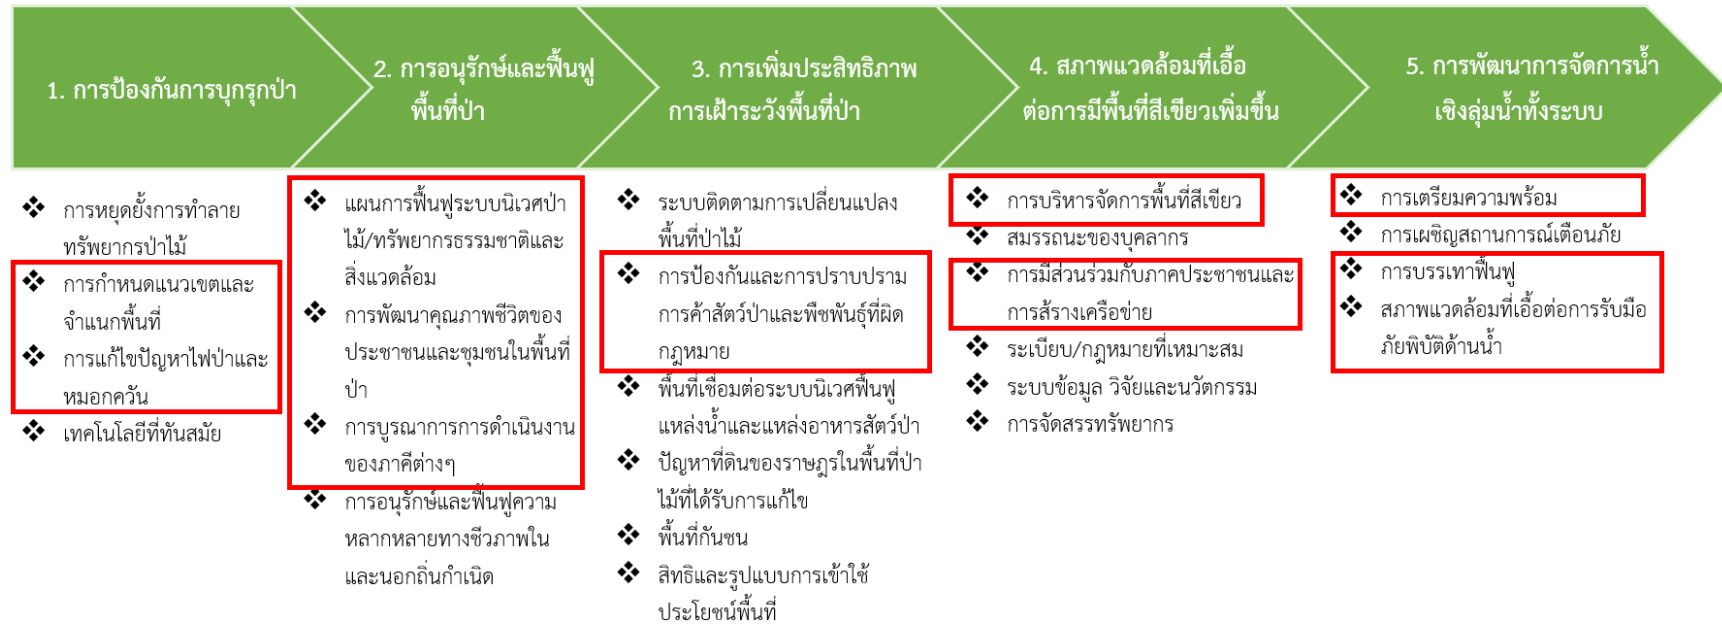 1. การป้องกันการบุกรุกป่า
2. การอนุรักษ์และฟื้นฟู
พื้นที่ป่า
3. การเพิ่มประสิทธิภาพ
การเฝ้าระวังพื้นที่ป่า
4. สภาพแวดล้อมที่เอื้อ
ต่อการมีพื้นที่สีเขียวเพิ่มขึ้น
5. การพัฒนาการจัดการน้ำ
เชิงลุ่มน้ำทั้งระบบ
❖ การหยุดยั้งการทำลาย
ทรัพยากรป่าไม้
❖ การกำหนดแนวเขตและ
จำแนกพื้นที่
❖ การแก้ไขปัญหาไฟป่าและ
หมอกควัน
❖ เทคโนโลยีที่ทันสมัย
❖ แผนการฟื้นฟูระบบนิเวศป่า
ไม้/ทรัพยากรธรรมชาติและ
สิ่งแวดล้อม
❖ การพัฒนาคุณภาพชีวิตของ
ประชาชนและชุมชนในพื้นที่
ป่า
❖ การบูรณาการการดำเนินงาน
ของภาคีต่างๆ
❖ การอนุรักษ์และฟื้นฟูความ
หลากหลายทางชีวภาพใน
และนอกถิ่นกำเนิด
❖ ระบบติดตามการเปลี่ยนแปลง
พื้นที่ป่าไม้
❖ การป้องกันและการปราบปราม
การค้าสัตว์ป่าและพืชพันธุ์ที่ผิด
กฎหมาย
❖ พื้นที่เชื่อมต่อระบบนิเวศฟื้นฟู
แหล่งน้ำและแหล่งอาหารสัตว์ป่า
❖ ปัญหาที่ดินของราษฎรในพื้นที่ป่า
ไม้ที่ได้รับการแก้ไข
❖ พื้นที่กันชน
❖ สิทธิและรูปแบบการเข้าใช้
ประโยชน์พื้นที่
❖ การบริหารจัดการพื้นที่สีเขียว
❖ สมรรถนะของบุคลากร
❖ การมีส่วนร่วมกับภาคประชาชนและ
การส้รางเครือข่าย
❖ ระเบียบ/กฎหมายที่เหมาะสม
❖ ระบบข้อมูล วิจัยและนวัตกรรม
❖ การจัดสรรทรัพยากร
❖ การเตรียมความพร้อม
❖ การเผชิญสถานการณ์เตือนภัย
❖ การบรรเทาฟื้นฟู
❖ สภาพแวดล้อมที่เอื้อต่อการรับมือ
ภัยพิบัติด้านน้ำ